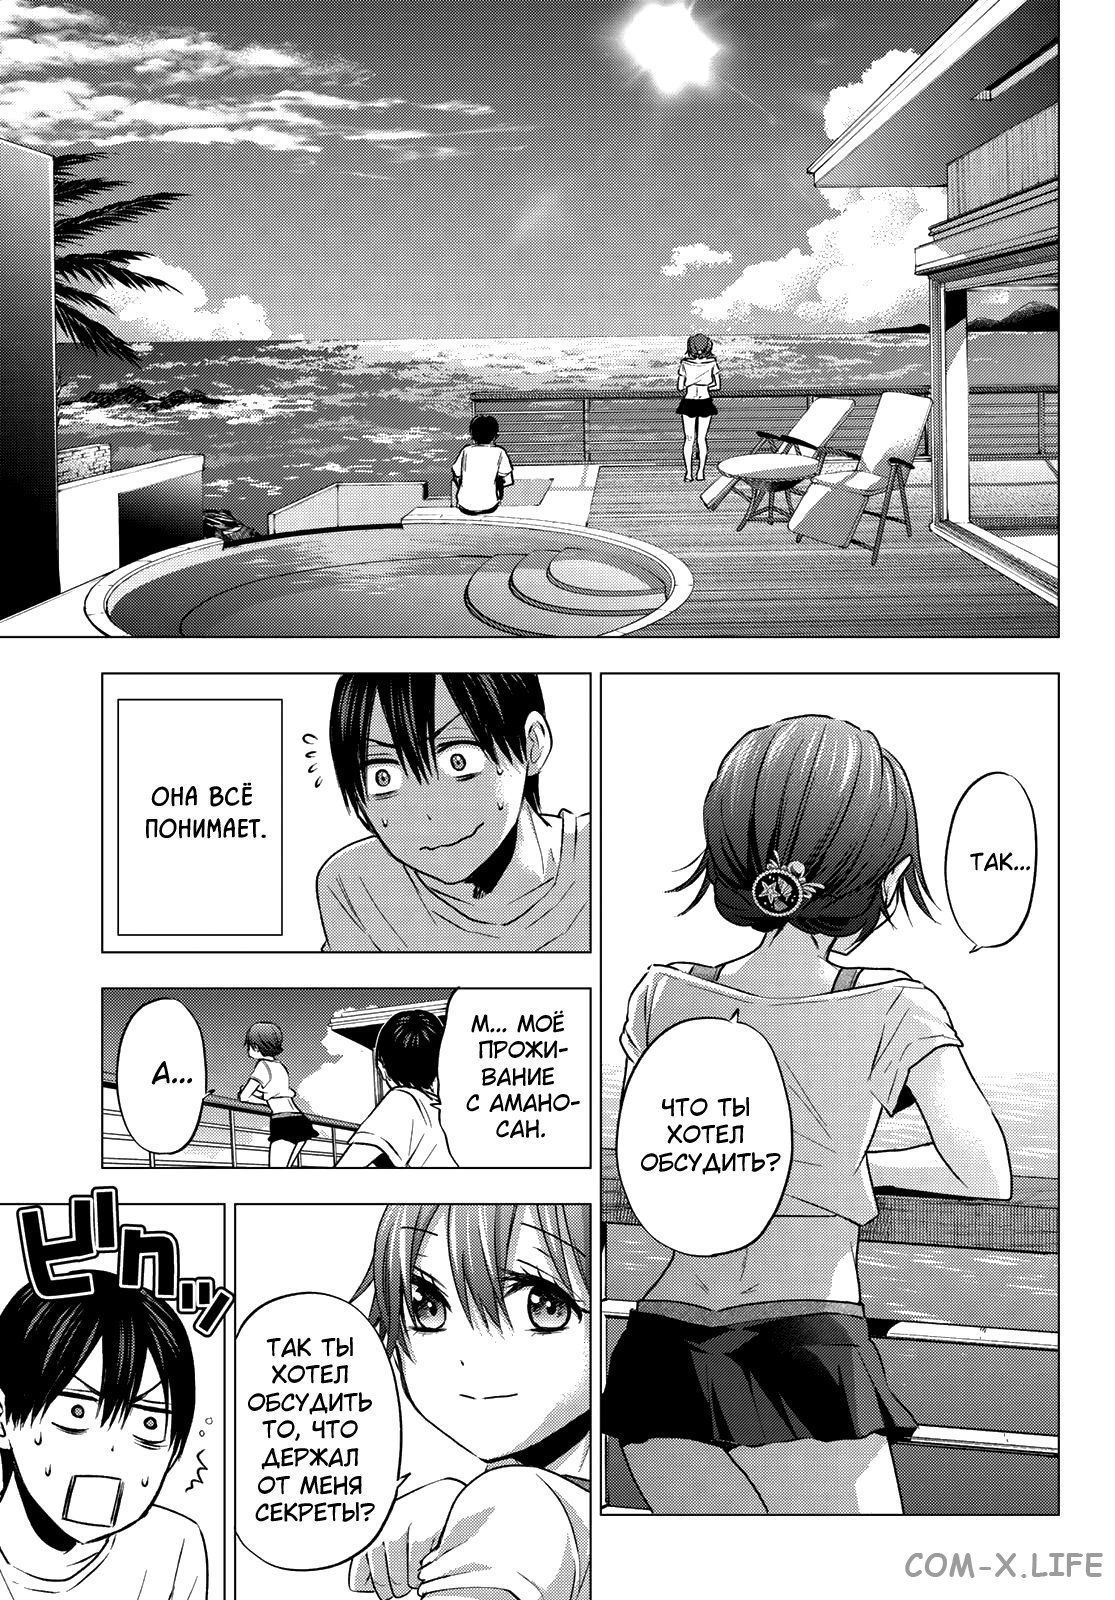 ТАК...
ЧТО ТЫ
ХОТЕЛ
ОБСУДИТЬ?
ОНА ВСЁ
ПОНИМАЕТ.
М... МОЁ
ПРОЖИ-
ВАНИЕ
С АМАНО-
САН.
А...
ТАК ТЫ
ХОТЕЛ
ОБСУДИТЬ
ТО, ЧТО
ДЕРЖАЛ
ОТ МЕНЯ
СЕКРЕТЫ?
ビクッ
COM-X.LIFE